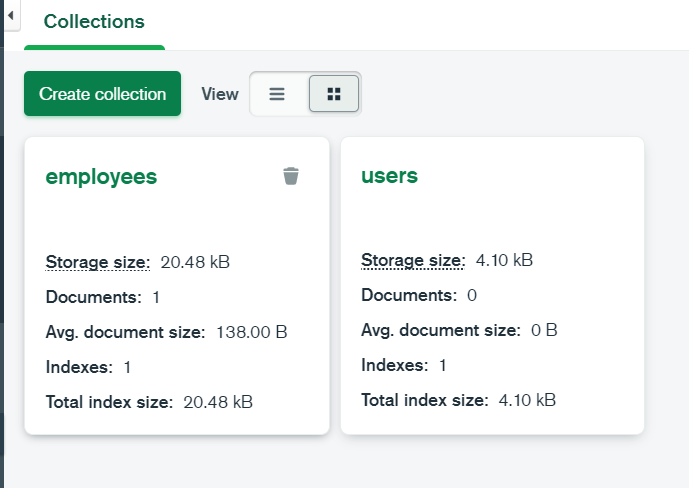 Collections
Create collection View
employees
Storage size: 20.48 kB
Documents: 1
Avg. document size: 138.00 B
Indexes: 1
Total index size: 20.48 kB
users
Storage size: 4.10 kB
Documents: 0
Avg. document size: 0 B
Indexes: 1
Total index size: 4.10 kB